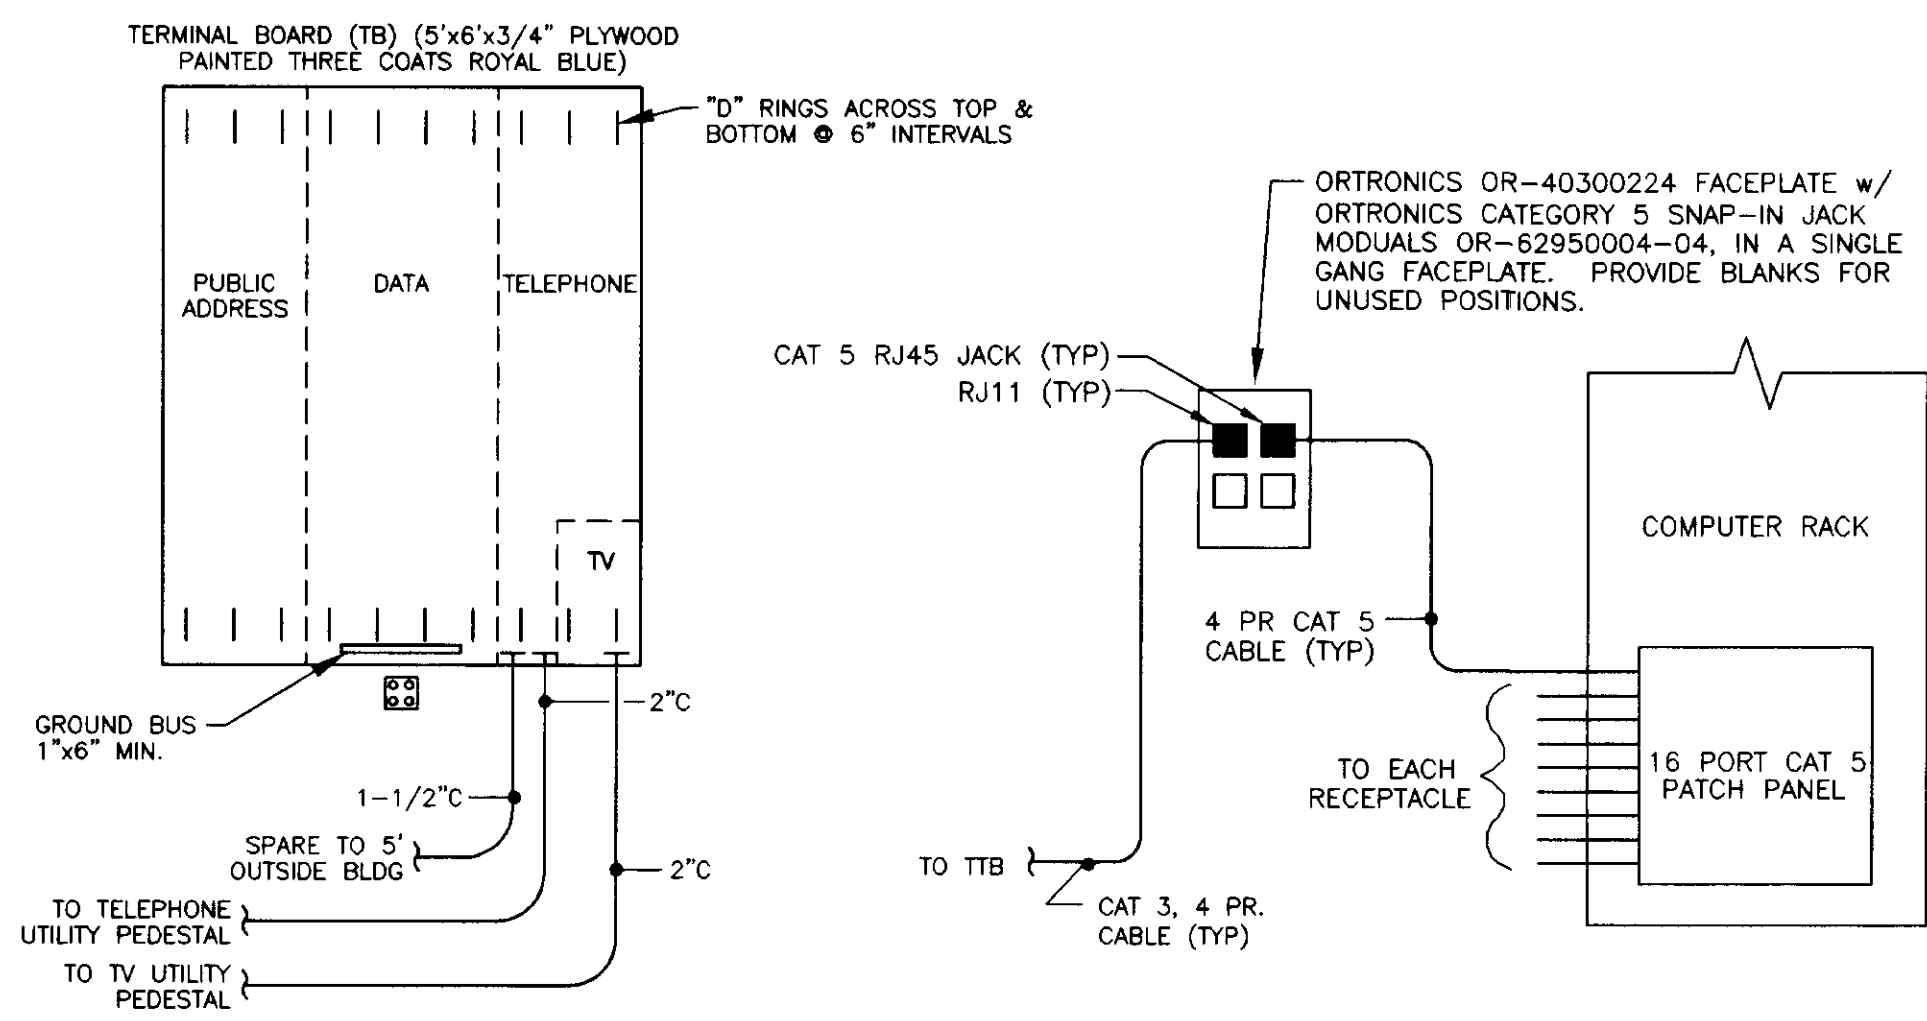 TERMINAL BOARD (TB) (5'x6'x3/4" PLYWOOD
PAINTED THREE COATS ROYAL BLUE)
"D" RINGS ACROSS TOP &
BOTTOM @ 6" INTERVALS
PUBLIC
ADDRESS
DATA
TELEPHONE
TV
GROUND BUS
1"x6" MIN.
2"C
1-1/2"C
SPARE TO 5'
OUTSIDE BLDG
2"C
TO TELEPHONE
UTILITY PEDESTAL
TO TV UTILITY
PEDESTAL
ORTRONICS OR-40300224 FACEPLATE w/
ORTRONICS CATEGORY 5 SNAP-IN JACK
MODUALS OR-62950004-04, IN A SINGLE
GANG FACEPLATE. PROVIDE BLANKS FOR
UNUSED POSITIONS.
CAT 5 RJ45 JACK (TYP)
RJ11 (TYP)
COMPUTER RACK
4 PR CAT 5
CABLE (TYP)
TO EACH
RECEPTACLE
16 PORT CAT 5
PATCH PANEL
TO TTB
CAT 3, 4 PR.
CABLE (TYP)